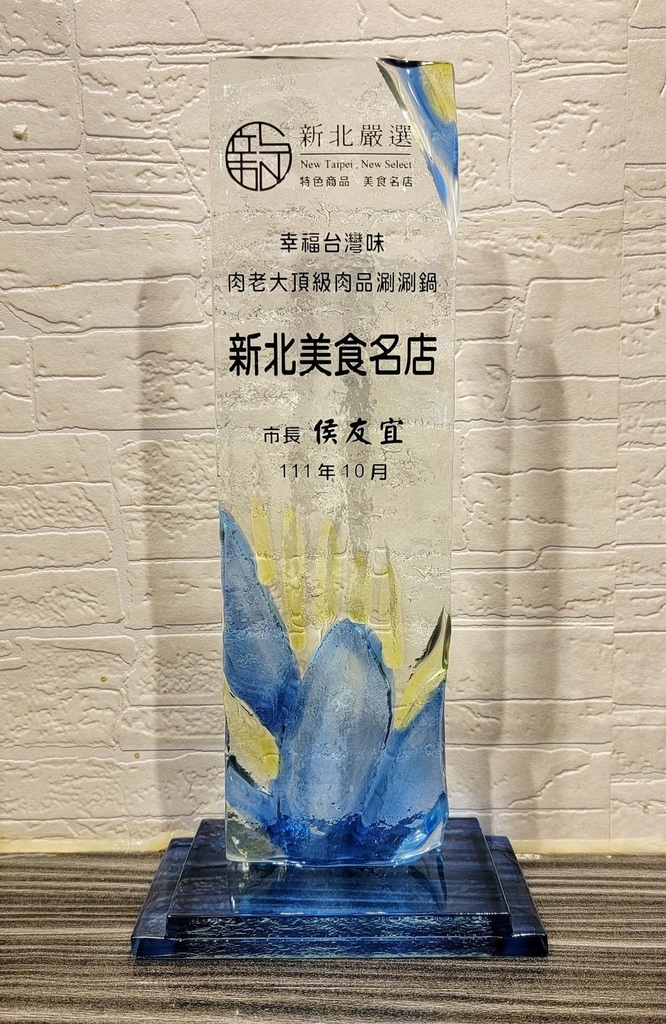 新北嚴選
New Taipei, New Select
特色商品 美食名店
幸福台灣味
肉老大頂級肉品涮涮鍋
新北美食名店
市長 侯友宜
111年10月